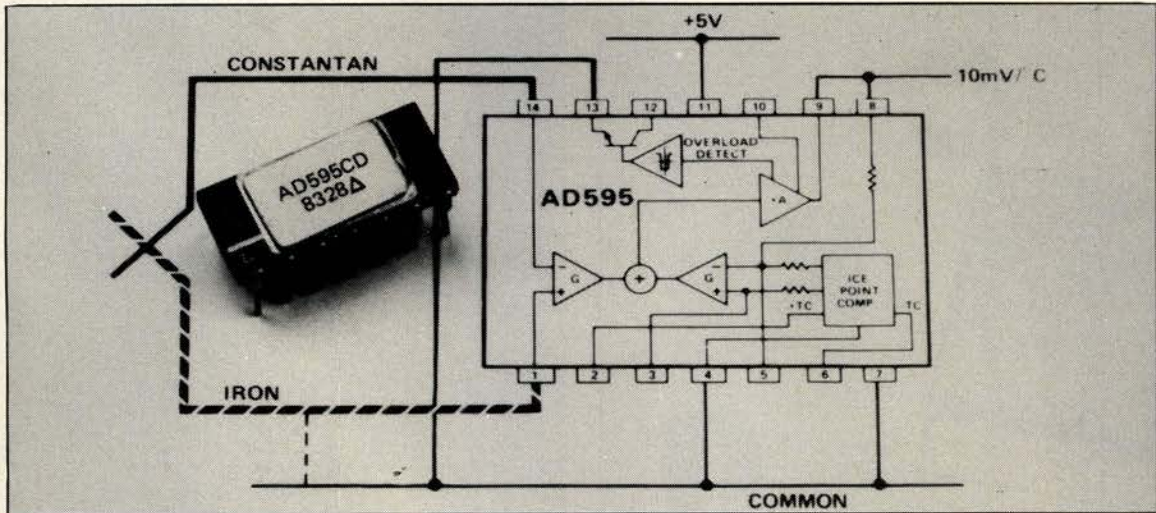 +5V
CONSTANTAN
10mV/ C
14 13 12 11 10 9 8
OVERLOAD
DETECT
AD595CD
8328Δ
AD595
+A
− G + + G − +
ICE
POINT
COMP
+TC
-TC
1 2 3 4 5 6 7
IRON
COMMON